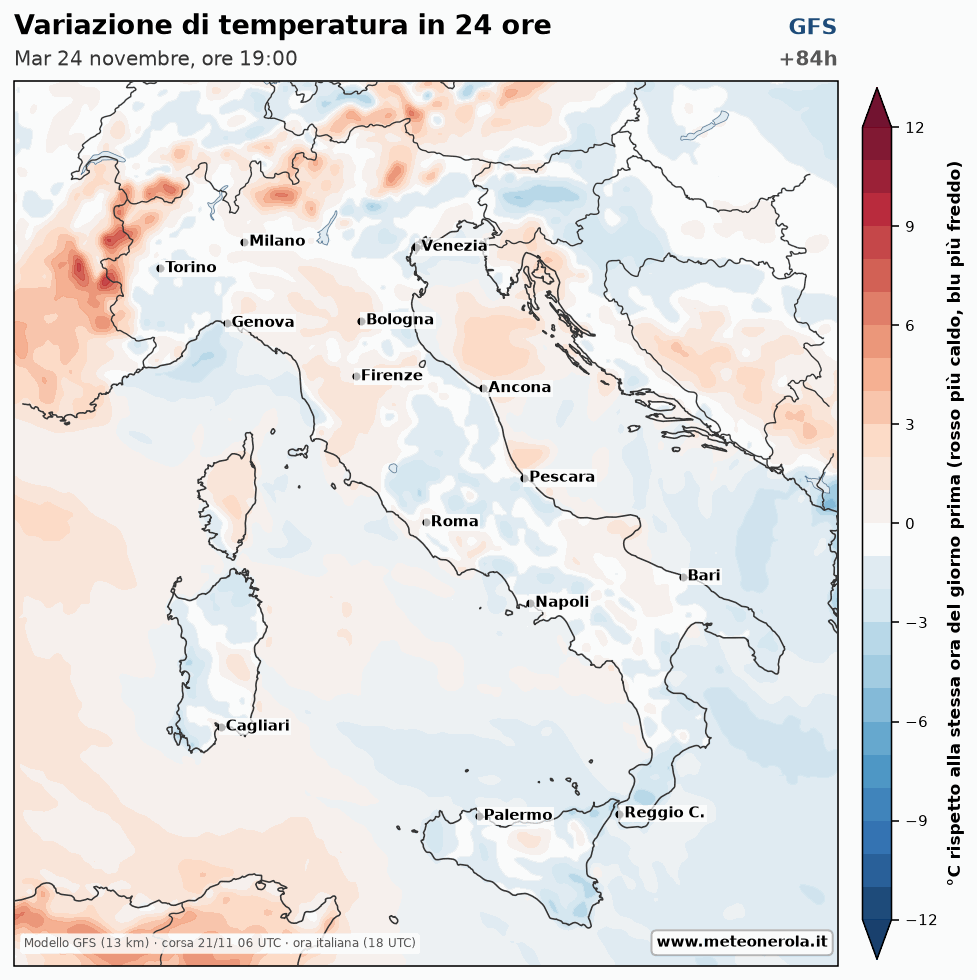 Variazione di temperatura in 24 ore
GFS
Mar 24 novembre, ore 19:00
+84h
Milano
Venezia
Torino
Genova
Bologna
Firenze
Ancona
Pescara
Roma
Bari
Napoli
Cagliari
Palermo
Reggio C.
Modello GFS (13 km) · corsa 21/11 06 UTC · ora italiana (18 UTC)
www.meteonerola.it
12
9
6
3
0
−3
−6
−9
−12
°C rispetto alla stessa ora del giorno prima (rosso più caldo, blu più freddo)